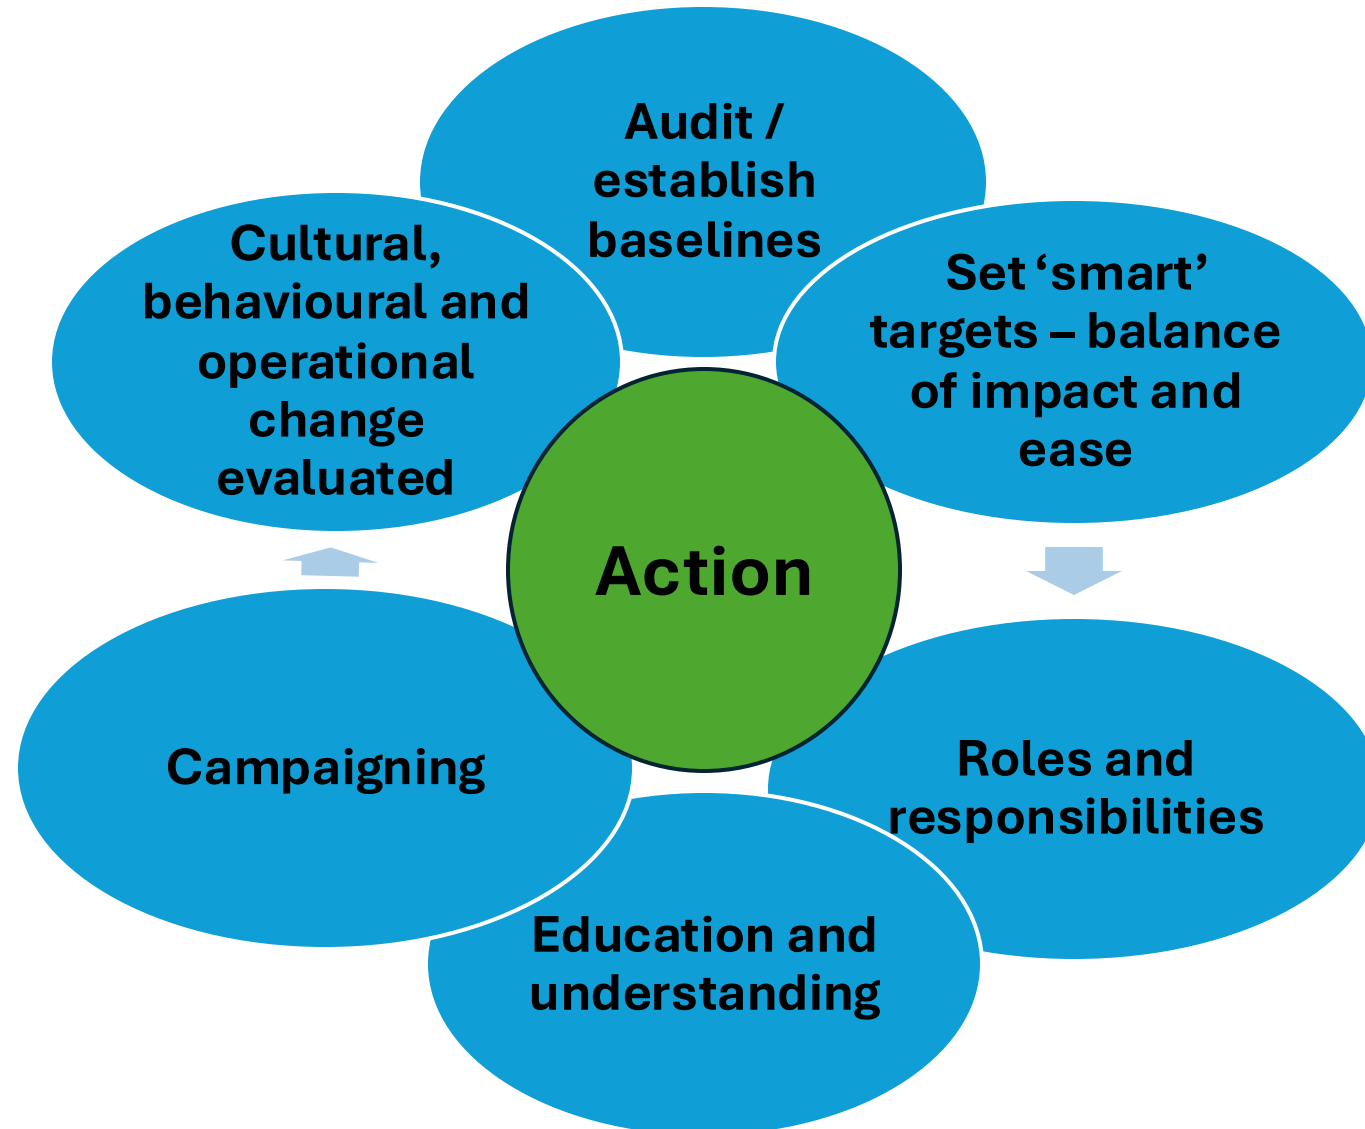 Audit /
establish
baselines
Set ‘smart’
targets – balance
of impact and
ease
Roles and
responsibilities
Education and
understanding
Campaigning
Cultural,
behavioural and
operational
change
evaluated
Action